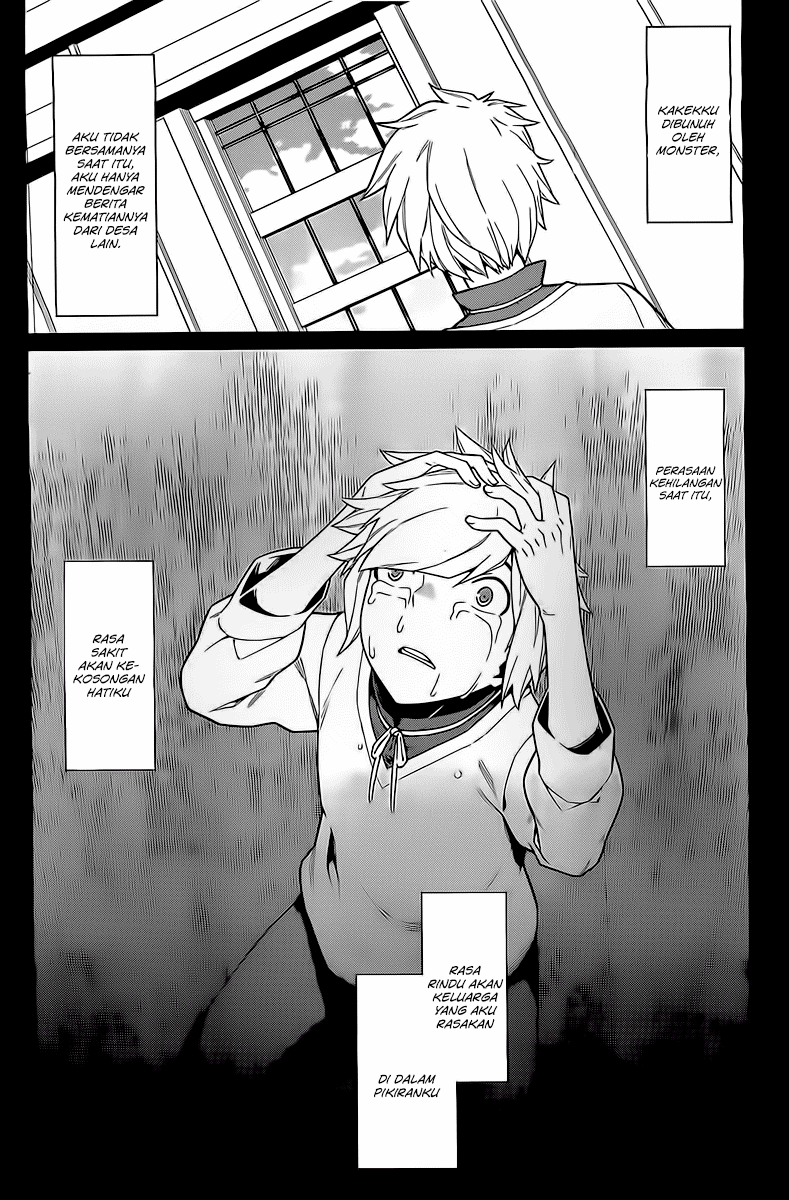 KAKEKKU
DIBUNUH
OLEH
MONSTER,
AKU TIDAK
BERSAMANYA
SAAT ITU,
AKU HANYA
MENDENGAR
BERITA
KEMATIANNYA
DARI DESA
LAIN.
PERASAAN
KEHILANGAN
SAAT ITU,
RASA
SAKIT
AKAN KE-
KOSONGAN
HATIKU
RASA
RINDU AKAN
KELUARGA
YANG AKU
RASAKAN
DI DALAM
PIKIRANKU